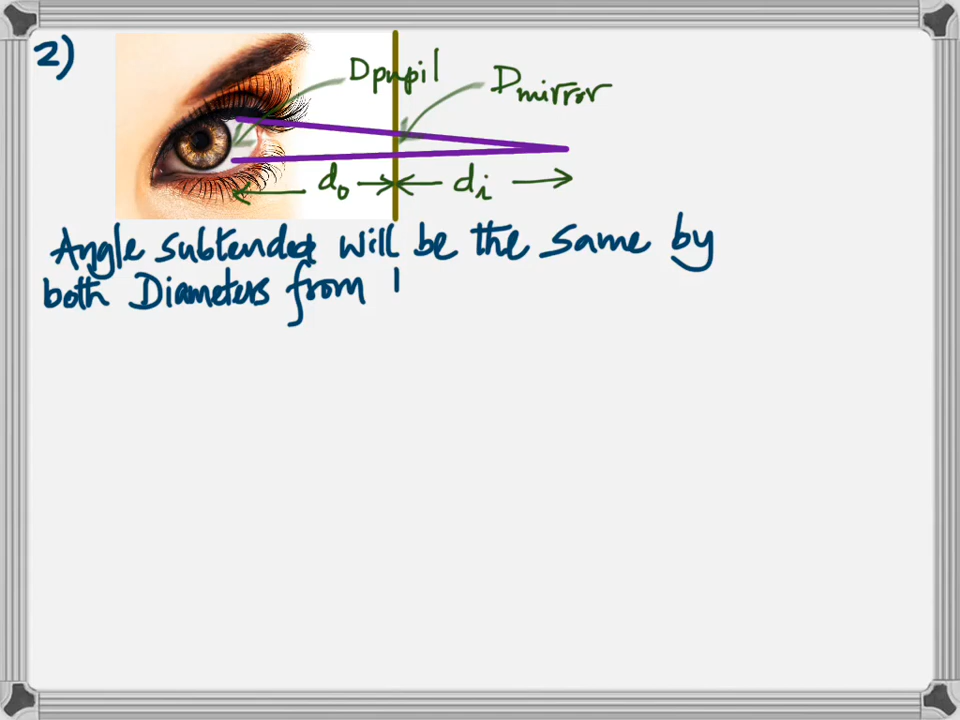 2)
Dpupil
Dmirror
do
di
Angle subtended will be the same by
both Diameters from